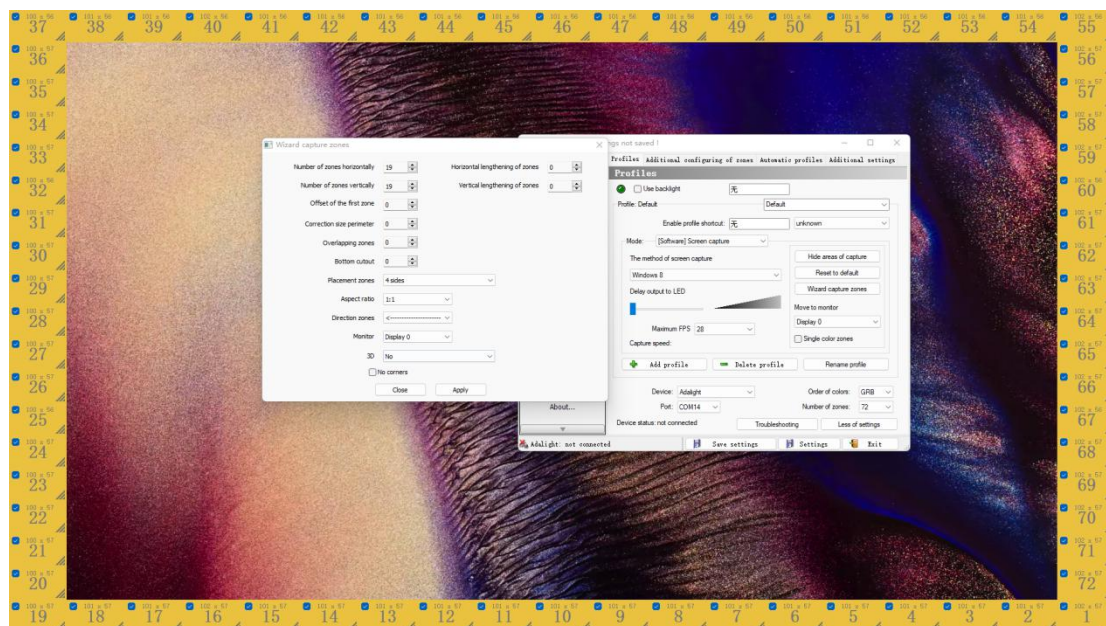 37 38 39 40 41 42 43 44 45 46 47 48 49 50 51 52 53 54 55
36 56
35 57
34 58
33 59
32 60
31 61
30 62
29 63
28 64
27 65
26 66
25 67
24 68
23 69
22 70
21 71
20 72
19 18 17 16 15 14 13 12 11 10 9 8 7 6 5 4 3 2 1
Wizard capture zones
Number of zones horizontally 19 Horizontal lengthening of zones 0
Number of zones vertically 19 Vertical lengthening of zones 0
Offset of the first zone 0
Correction size perimeter 0
Overlapping zones 0
Bottom cutout 0
Placement zones 4 sides
Aspect ratio 1:1
Direction zones
Monitor Display 0
3D No
No corners
Close Apply
not saved !
Profiles Additional configuring of zones Automatic profiles Additional settings
Profiles
Use backlight 无
Profile: Default Default
Enable profile shortcut: 无 unknown
Mode: [Software] Screen capture
The method of screen capture Hide areas of capture
Windows 8 Reset to default
Delay output to LED Wizard capture zones
Move to monitor
Display 0
Maximum FPS 28 Single color zones
Capture speed:
Add profile Delete profile Rename profile
Device: Adalight Order of colors: GRB
About... Port: COM14 Number of zones: 72
Device status: not connected Troubleshooting Less of settings
Adalight: not connected Save settings Settings Exit